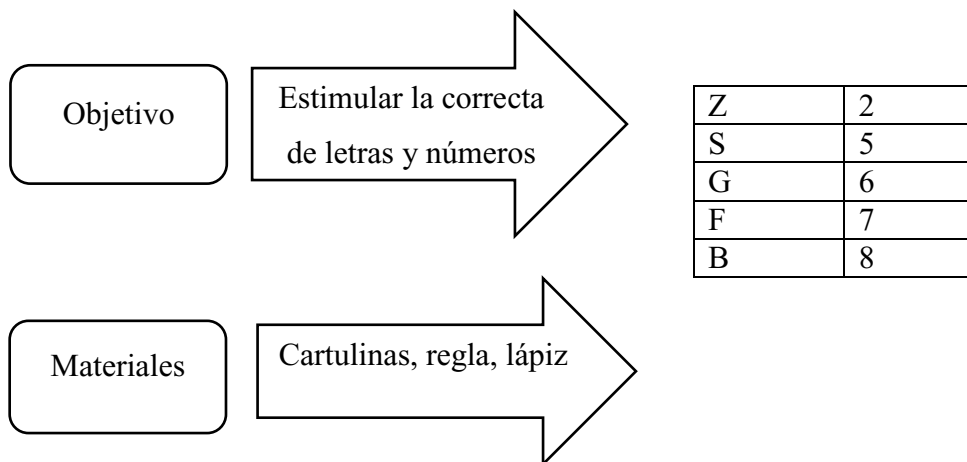 Objetivo
Estimular la correcta
de letras y números
Z 2
S 5
G 6
F 7
B 8
Materiales
Cartulinas, regla, lápiz